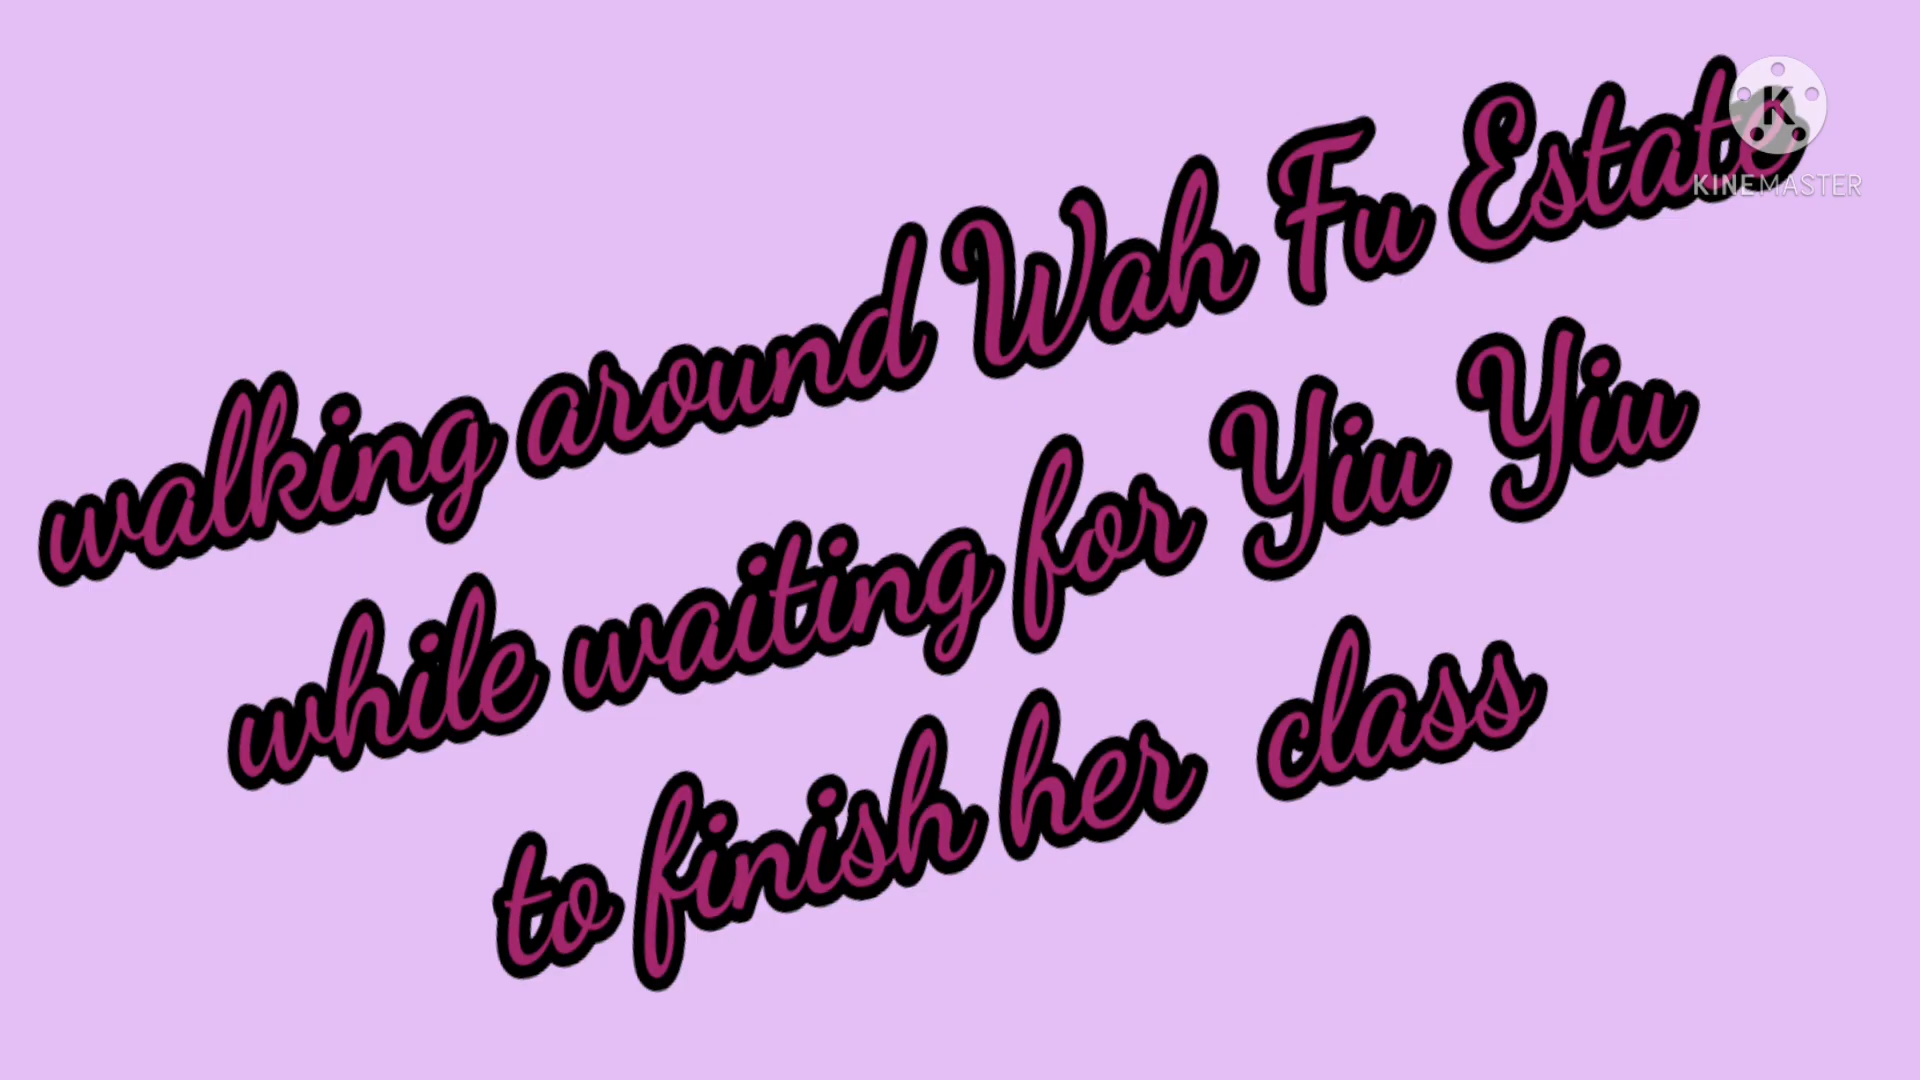 walking around Wah Fu Estate
while waiting for Yiu Yiu
to finish her class
K
KINEMASTER